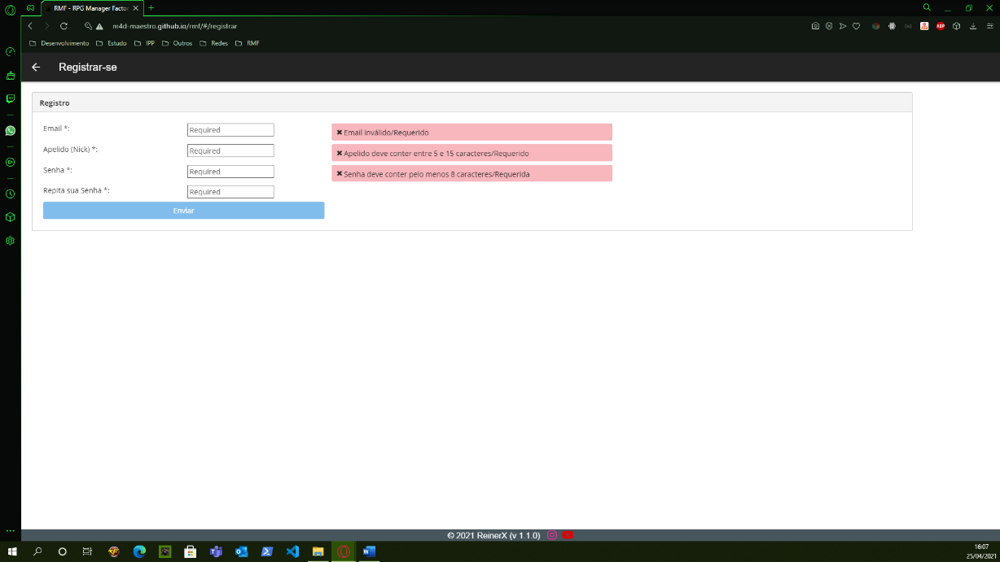 RMF - RPG Manager Factor
m4d-maestro.github.io/rmf/#/registrar
ABP
Desenvolvimento Estudo IPP Outros Redes RMF
Registrar-se
Registro
Email *: Required ✖ Email inválido/Requerido
Apelido (Nick) *: Required ✖ Apelido deve conter entre 5 e 15 caracteres/Requerido
Senha *: Required ✖ Senha deve conter pelo menos 8 caracteres/Requerida
Repita sua Senha *: Required
Enviar
© 2021 ReinerX (v 1.1.0)
16:07
25/04/2021